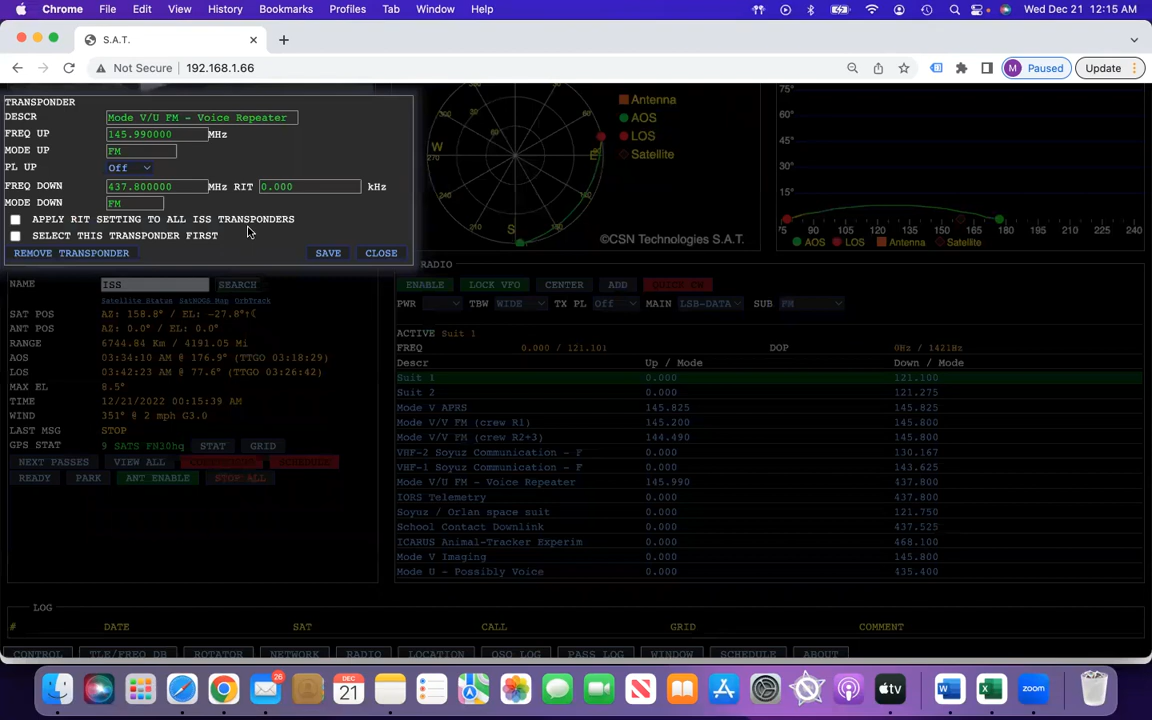 Chrome File Edit View History Bookmarks Profiles Tab Window Help Wed Dec 21 12:15 AM
S.A.T.
Not Secure 192.168.1.66 M Paused Update
TRANSPONDER
DESCR Mode V/U FM - Voice Repeater
FREQ UP 145.990000 MHz
MODE UP FM
PL UP Off
FREQ DOWN 437.800000 MHz RIT 0.000 kHz
MODE DOWN FM
APPLY RIT SETTING TO ALL ISS TRANSPONDERS
SELECT THIS TRANSPONDER FIRST
REMOVE TRANSPONDER SAVE CLOSE
W 270 30 60 E
S
180
Antenna
AOS
LOS
Satellite
©CSN Technologies S.A.T.
75°
60°
45°
30°
15°
75 90 105 120 135 150 165 180 195 210 225 240
AOS LOS Antenna Satellite
NAME ISS SEARCH
Satellite Status SatNOGS Map OrbTrack
SAT POS AZ: 158.8° / EL: -27.8°↑☾
ANT POS AZ: 0.0° / EL: 0.0°
RANGE 6744.84 Km / 4191.05 Mi
AOS 03:34:10 AM @ 176.9° (TTGO 03:18:29)
LOS 03:42:23 AM @ 77.6° (TTGO 03:26:42)
MAX EL 8.5°
TIME 12/21/2022 00:15:39 AM
WIND 351° @ 2 mph G3.0
LAST MSG STOP
GPS STAT 9 SATS FN30hq STAT GRID
NEXT PASSES VIEW ALL SCHEDULE
READY PARK ANT ENABLE STOP ALL
RADIO
ENABLE LOCK VFO CENTER ADD QUICK CW
PWR TBW WIDE TX PL Off MAIN LSB-DATA SUB FM
ACTIVE Suit 1
FREQ 0.000 / 121.101 DOP 0Hz / 1421Hz
Descr Up / Mode Down / Mode
Suit 1 0.000 121.100
Suit 2 0.000 121.275
Mode V APRS 145.825 145.825
Mode V/V FM (crew R1) 145.200 145.800
Mode V/V FM (crew R2+3) 144.490 145.800
VHF-2 Soyuz Communication - F 0.000 130.167
VHF-1 Soyuz Communication - F 0.000 143.625
Mode V/U FM - Voice Repeater 145.990 437.800
IORS Telemetry 0.000 437.800
Soyuz / Orlan space suit 0.000 121.750
School Contact Downlink 0.000 437.525
ICARUS Animal-Tracker Experim 0.000 468.100
Mode V Imaging 0.000 145.800
Mode U - Possibly Voice 0.000 435.400
LOG
# DATE SAT CALL GRID COMMENT
CONTROL TLE/FREQ DB ROTATOR NETWORK RADIO LOCATION QSO LOG PASS LOG WINDOW SCHEDULE ABOUT
DEC 21 26 tv W X zoom